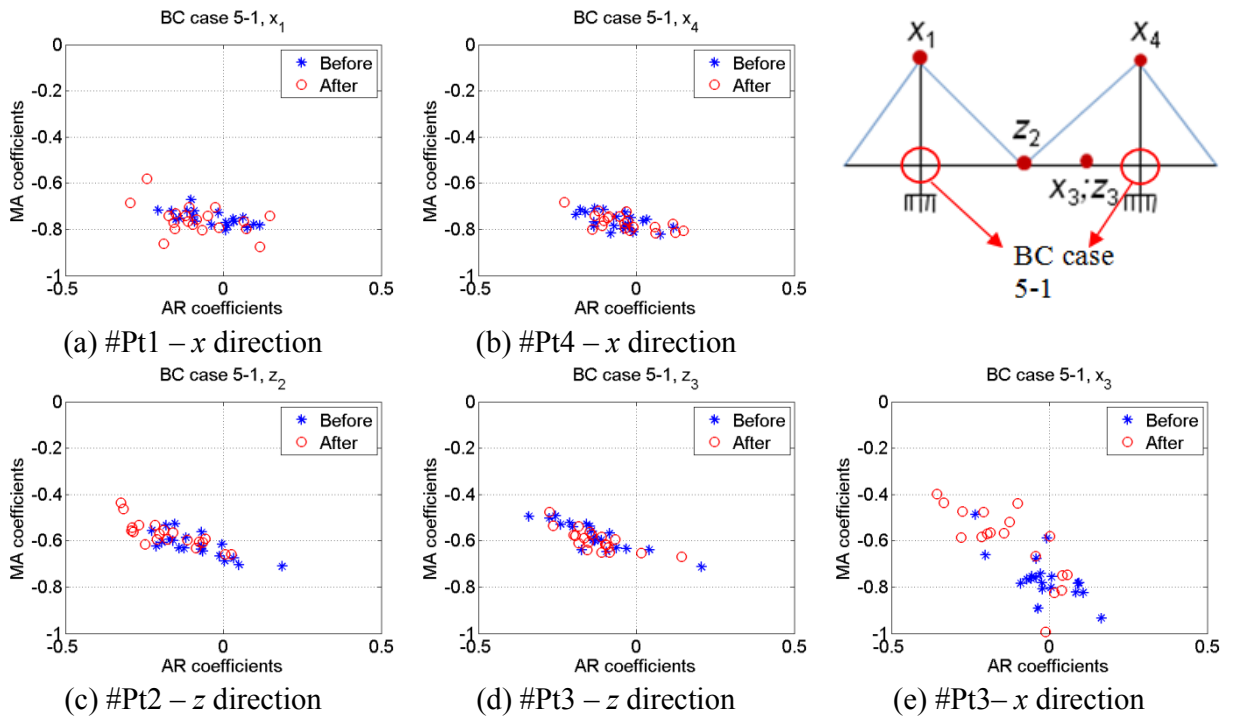 BC case 5-1, x1
0
-0.2
-0.4
-0.6
-0.8
-1
MA coefficients
Before
After
-0.5
0
0.5
AR coefficients
(a) #Pt1 – x direction
BC case 5-1, x4
0
-0.2
-0.4
-0.6
-0.8
-1
MA coefficients
Before
After
-0.5
0
0.5
AR coefficients
(b) #Pt4 – x direction
x1
x4
z2
x3;z3
BC case
5-1
BC case 5-1, z2
0
-0.2
-0.4
-0.6
-0.8
-1
MA coefficients
Before
After
-0.5
0
0.5
AR coefficients
(c) #Pt2 – z direction
BC case 5-1, z3
0
-0.2
-0.4
-0.6
-0.8
-1
MA coefficients
Before
After
-0.5
0
0.5
AR coefficients
(d) #Pt3 – z direction
BC case 5-1, x3
0
-0.2
-0.4
-0.6
-0.8
-1
MA coefficients
Before
After
-0.5
0
0.5
AR coefficients
(e) #Pt3– x direction